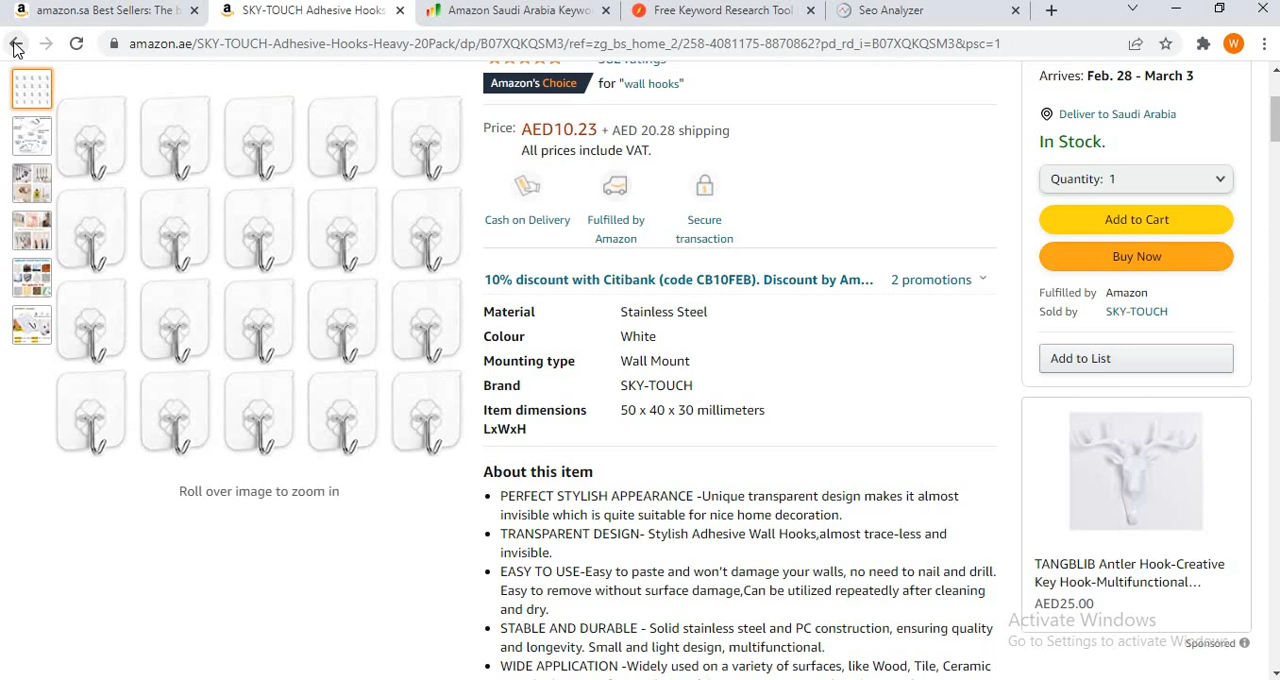 amazon.sa Best Sellers: The b
SKY-TOUCH Adhesive Hooks
Amazon Saudi Arabia Keywo
Free Keyword Research Tool
Seo Analyzer
W
amazon.ae/SKY-TOUCH-Adhesive-Hooks-Heavy-20Pack/dp/B07XQKQSM3/ref=zg_bs_home_2/258-4081175-8870862?pd_rd_i=B07XQKQSM3&psc=1
Amazon's Choice for "wall hooks"
Price: AED10.23 + AED 20.28 shipping
All prices include VAT.
Cash on Delivery
Fulfilled by
Amazon
Secure
transaction
10% discount with Citibank (code CB10FEB). Discount by Am...
2 promotions
Material Stainless Steel
Colour White
Mounting type Wall Mount
Brand SKY-TOUCH
Item dimensions 50 x 40 x 30 millimeters
LxWxH
Roll over image to zoom in
About this item
• PERFECT STYLISH APPEARANCE -Unique transparent design makes it almost
invisible which is quite suitable for nice home decoration.
• TRANSPARENT DESIGN- Stylish Adhesive Wall Hooks,almost trace-less and
invisible.
• EASY TO USE-Easy to paste and won't damage your walls, no need to nail and drill.
Easy to remove without surface damage,Can be utilized repeatedly after cleaning
and dry.
• STABLE AND DURABLE - Solid stainless steel and PC construction, ensuring quality
and longevity. Small and light design, multifunctional.
• WIDE APPLICATION -Widely used on a variety of surfaces, like Wood, Tile, Ceramic
Arrives: Feb. 28 - March 3
Deliver to Saudi Arabia
In Stock.
Quantity: 1
Add to Cart
Buy Now
Fulfilled by Amazon
Sold by SKY-TOUCH
Add to List
TANGBLIB Antler Hook-Creative
Key Hook-Multifunctional...
AED25.00
Activate Windows
Go to Settings to activate Windows.
Sponsored